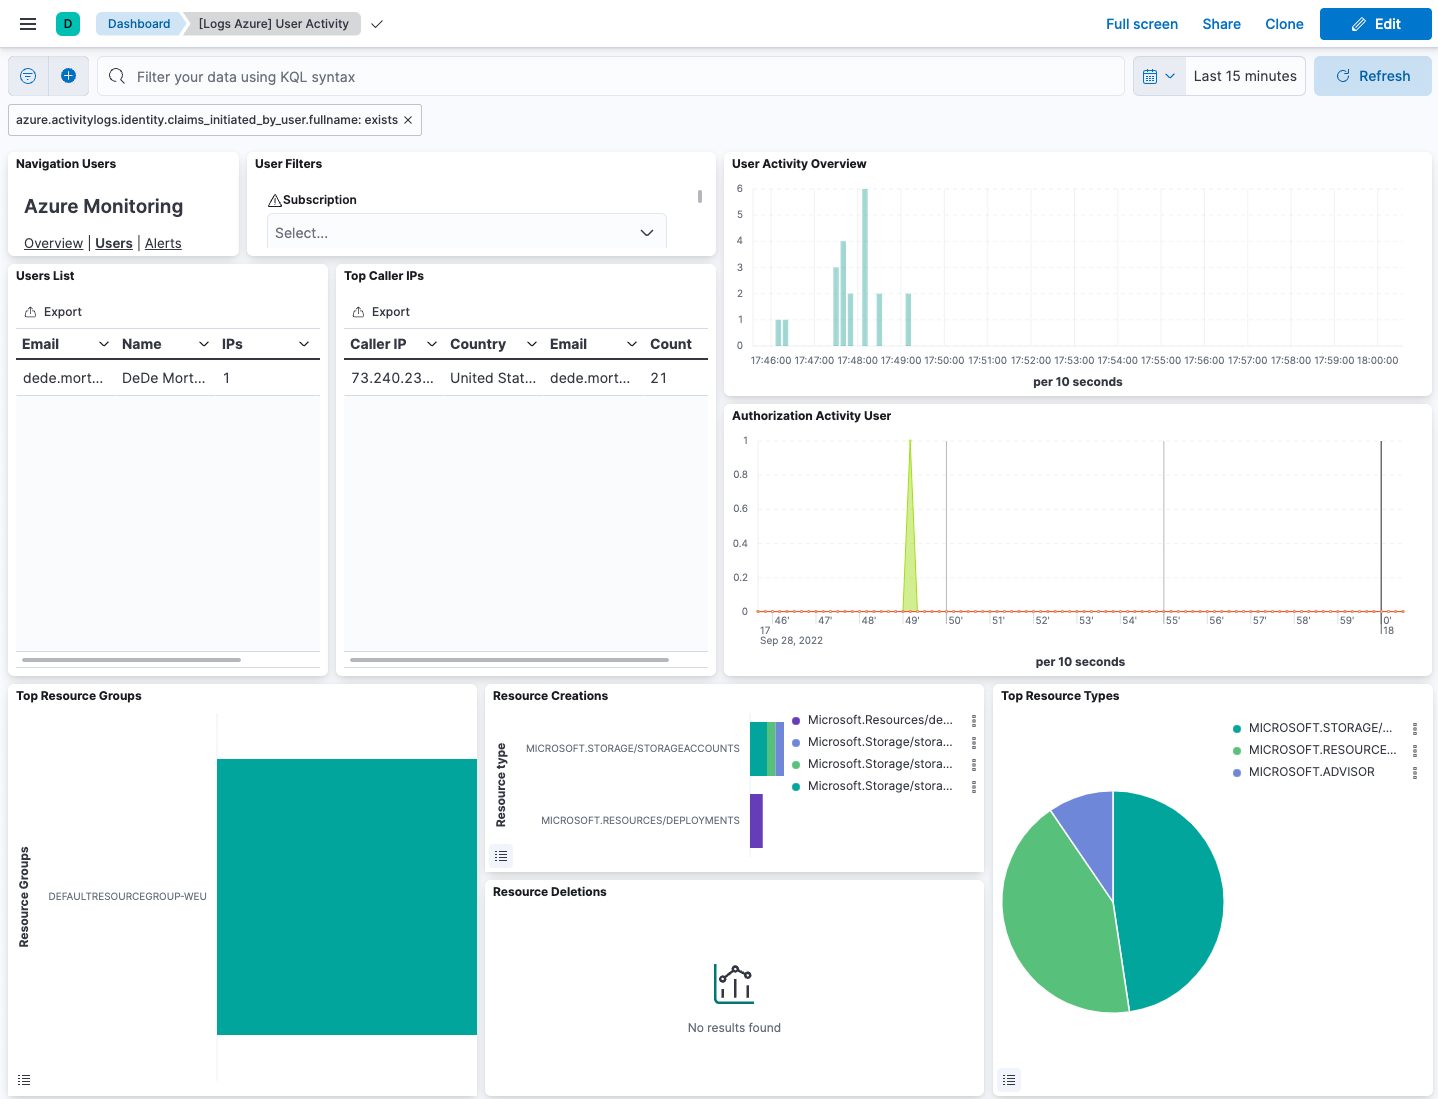 D Dashboard [Logs Azure] User Activity Full screen Share Clone Edit
Filter your data using KQL syntax Last 15 minutes Refresh
azure.activitylogs.identity.claims_initiated_by_user.fullname: exists
Navigation Users
Azure Monitoring
Overview | Users | Alerts
User Filters
Subscription
Select...
User Activity Overview
6
5
4
3
2
1
0
17:46:00 17:47:00 17:48:00 17:49:00 17:50:00 17:51:00 17:52:00 17:53:00 17:54:00 17:55:00 17:56:00 17:57:00 17:58:00 17:59:00 18:00:00
per 10 seconds
Users List
Export
Email Name IPs
dede.mort... DeDe Mort... 1
Top Caller IPs
Export
Caller IP Country Email Count
73.240.23... United Stat... dede.mort... 21
Authorization Activity User
1
0.8
0.6
0.4
0.2
0
46' 47' 48' 49' 50' 51' 52' 53' 54' 55' 56' 57' 58' 59' 0'
17 18
Sep 28, 2022
per 10 seconds
Top Resource Groups
Resource Groups
DEFAULTRESOURCEGROUP-WEU
Resource Creations
Resource type
MICROSOFT.STORAGE/STORAGEACCOUNTS
MICROSOFT.RESOURCES/DEPLOYMENTS
Microsoft.Resources/de...
Microsoft.Storage/stora...
Microsoft.Storage/stora...
Microsoft.Storage/stora...
Resource Deletions
No results found
Top Resource Types
MICROSOFT.STORAGE/...
MICROSOFT.RESOURCE...
MICROSOFT.ADVISOR